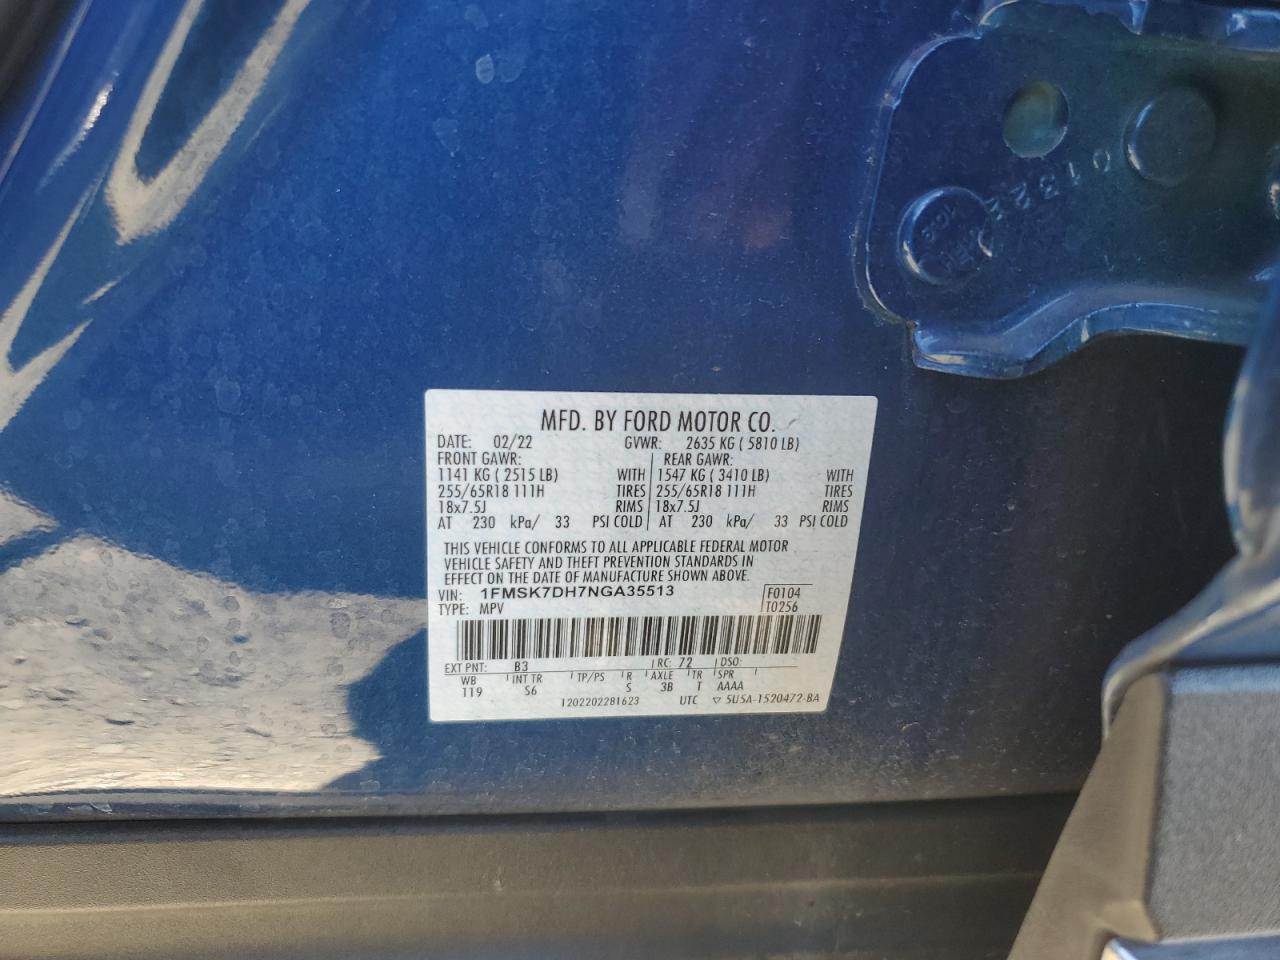 MFD. BY FORD MOTOR CO.
DATE: 02/22 GVWR: 2635 KG ( 5810 LB)
FRONT GAWR: REAR GAWR:
1141 KG ( 2515 LB) WITH 1547 KG ( 3410 LB) WITH
255/65R18 111H TIRES 255/65R18 111H TIRES
18x7.5J RIMS 18x7.5J RIMS
AT 230 kPa/ 33 PSI COLD AT 230 kPa/ 33 PSI COLD
THIS VEHICLE CONFORMS TO ALL APPLICABLE FEDERAL MOTOR
VEHICLE SAFETY AND THEFT PREVENTION STANDARDS IN
EFFECT ON THE DATE OF MANUFACTURE SHOWN ABOVE.
VIN: 1FMSK7DH7NGA35513 F0104
TYPE: MPV T0256
EXT PNT: B3 RC: 72 DSO:
WB INT TR TP/PS R AXLE TR SPR
119 S6 S 3B T AAAA
1202202281623 UTC ▽ 5U5A-1520472-BA